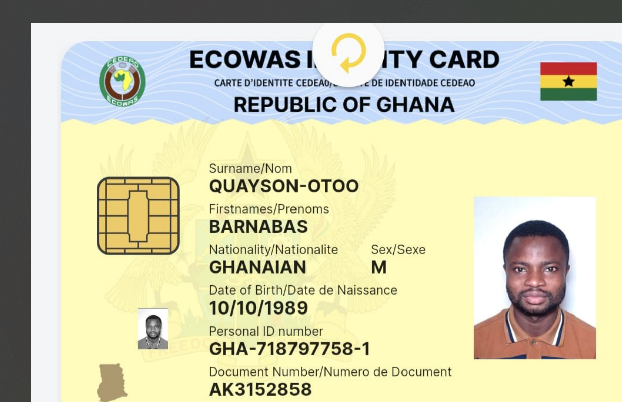 CEDEAO
ECOWAS
ECOWAS I TY CARD
CARTE D'IDENTITE CEDEAO/ DE IDENTIDADE CEDEAO
REPUBLIC OF GHANA
Surname/Nom
QUAYSON-OTOO
Firstnames/Prenoms
BARNABAS
Nationality/Nationalite Sex/Sexe
GHANAIAN M
Date of Birth/Date de Naissance
10/10/1989
Personal ID number
GHA-718797758-1
Document Number/Numero de Document
AK3152858